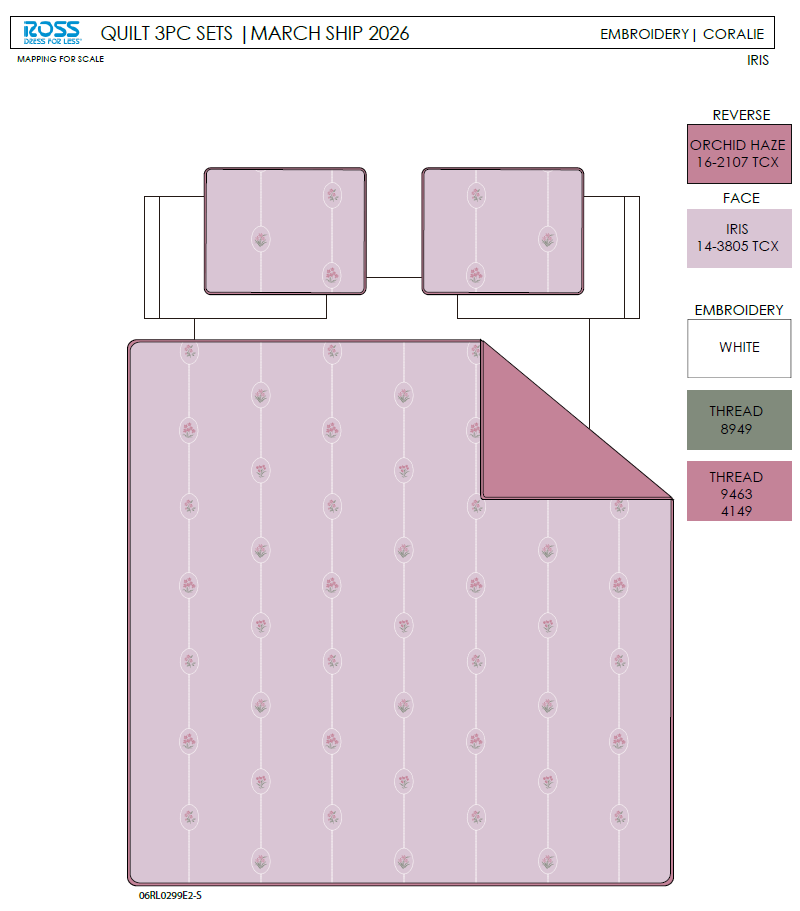 ROSS
DRESS FOR LESS
QUILT 3PC SETS |MARCH SHIP 2026
EMBROIDERY| CORALIE
MAPPING FOR SCALE
IRIS
REVERSE
ORCHID HAZE
16-2107 TCX
FACE
IRIS
14-3805 TCX
EMBROIDERY
WHITE
THREAD
8949
THREAD
9463
4149
06RL0299E2-S